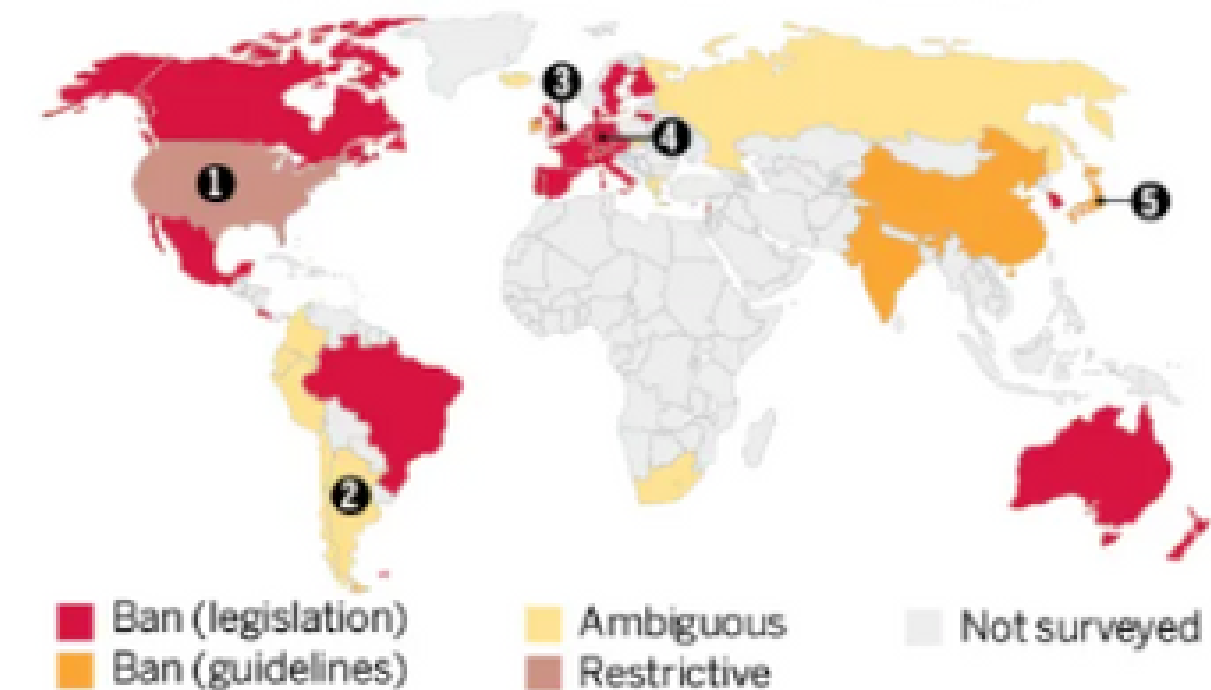 3
4
1
5
2
Ban (legislation)
Ambiguous
Not surveyed
Ban (guidelines)
Restrictive